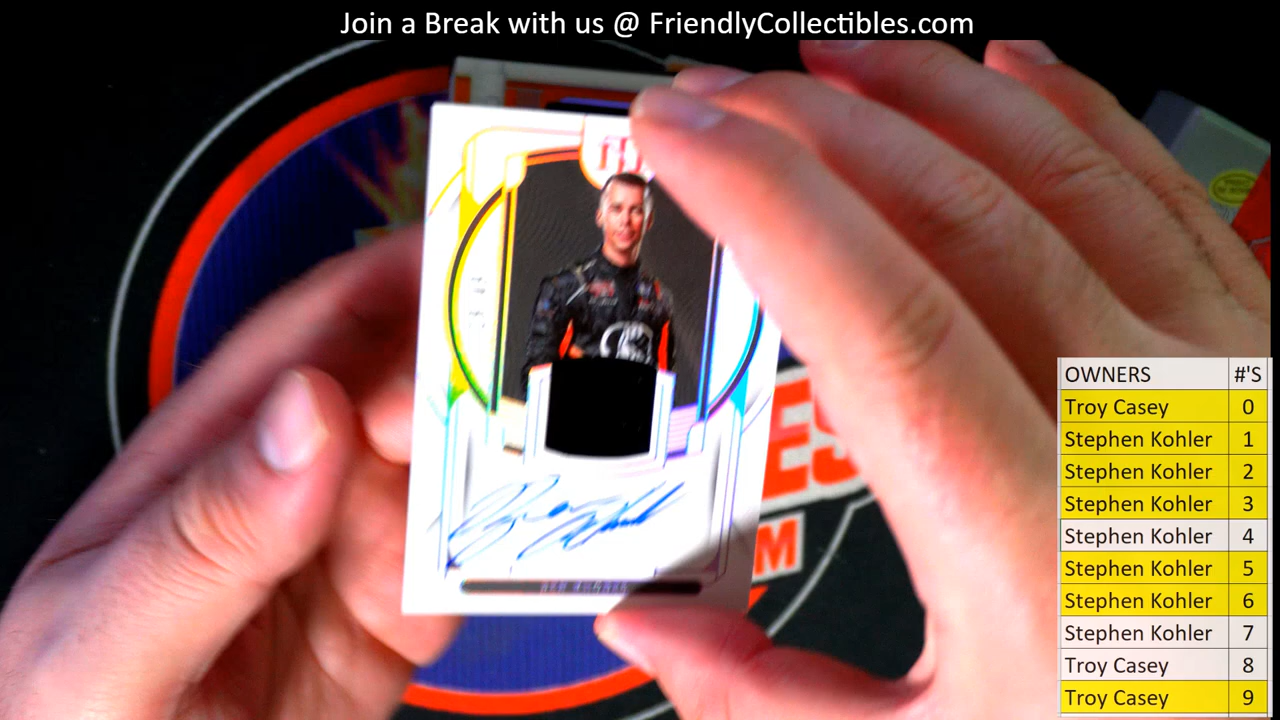 Join a Break with us @ FriendlyCollectibles.com
OWNERS #'S
Troy Casey 0
Stephen Kohler 1
Stephen Kohler 2
Stephen Kohler 3
Stephen Kohler 4
Stephen Kohler 5
Stephen Kohler 6
Stephen Kohler 7
Troy Casey 8
Troy Casey 9